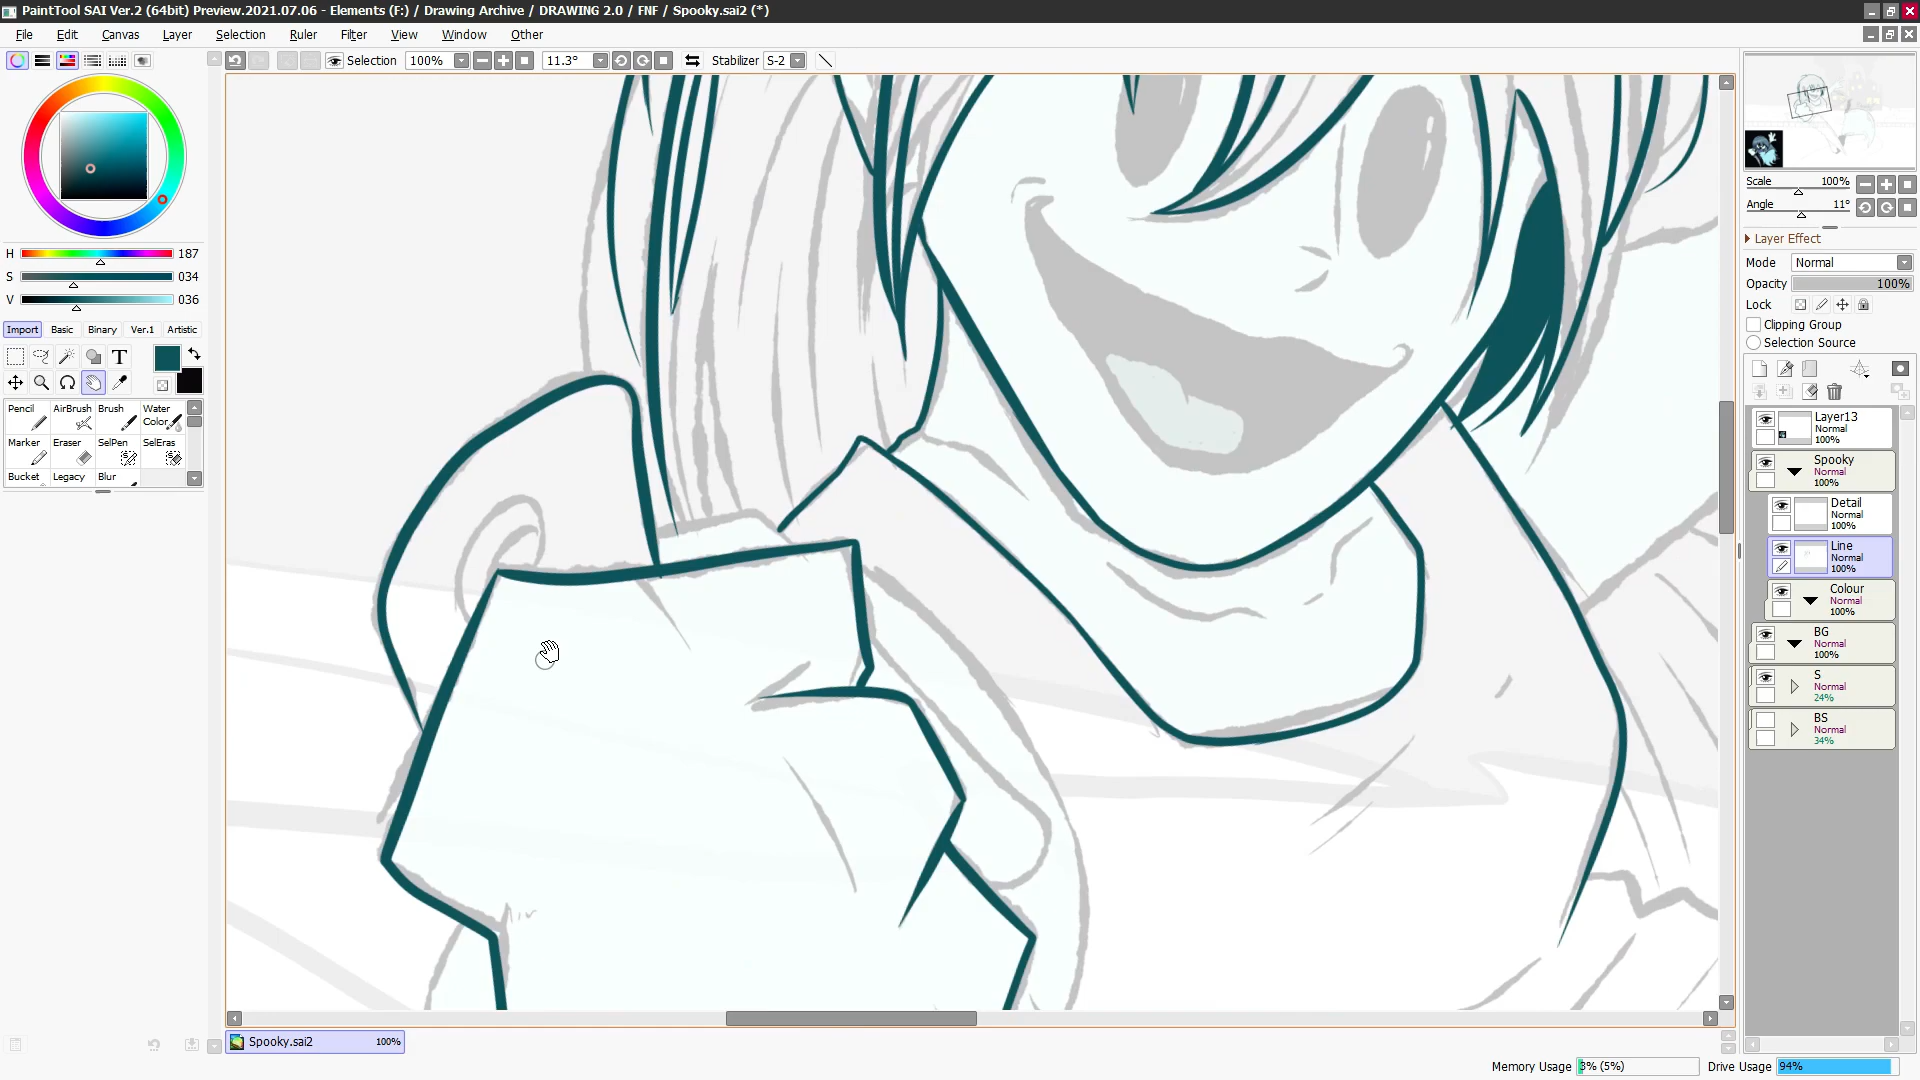 PaintTool SAI Ver.2 (64bit) Preview.2021.07.06 - Elements (F:) / Drawing Archive / DRAWING 2.0 / FNF / Spooky.sai2 (*)
File Edit Canvas Layer Selection Ruler Filter View Window Other
Selection 100% 11.3° Stabilizer S-2
H 187
S 034
V 036
Import Basic Binary Ver.1 Artistic
T
Pencil AirBrush Brush Water Color
Marker Eraser SelPen SelEras
Bucket Legacy Blur
Scale 100%
Angle 11°
Layer Effect
Mode Normal
Opacity 100%
Lock
Clipping Group
Selection Source
Layer13
Normal
100%
Spooky
Normal
100%
Detail
Normal
100%
Line
Normal
100%
Colour
Normal
100%
BG
Normal
100%
S
Normal
24%
BS
Normal
34%
Spooky.sai2 100%
Memory Usage 3% (5%) Drive Usage 94%